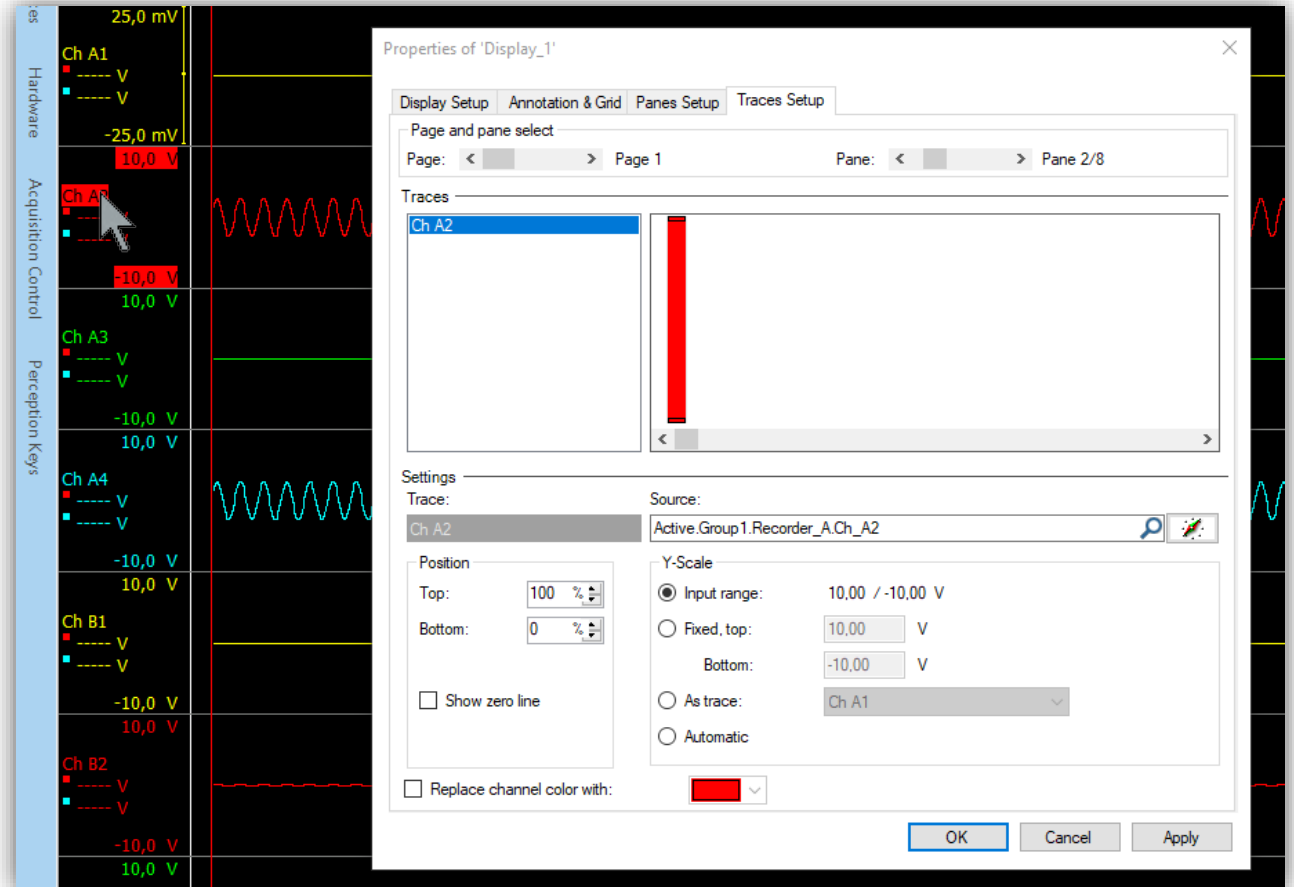 es
Hardware
Acquisition Control
Perception Keys
25,0 mV
Ch A1
----- V
----- V
-25,0 mV
10,0 V
Ch A2
-10,0 V
10,0 V
Ch A3
----- V
----- V
-10,0 V
10,0 V
Ch A4
----- V
----- V
-10,0 V
10,0 V
Ch B1
----- V
----- V
-10,0 V
10,0 V
Ch B2
----- V
----- V
-10,0 V
10,0 V
Properties of 'Display_1'
Display Setup Annotation & Grid Panes Setup Traces Setup
Page and pane select
Page: Page 1 Pane: Pane 2/8
Traces
Ch A2
Settings
Trace: Source:
Ch A2 Active.Group1.Recorder_A.Ch_A2
Position Y-Scale
Top: 100 % Input range: 10,00 / -10,00 V
Bottom: 0 % Fixed, top: 10,00 V
Bottom: -10,00 V
Show zero line As trace: Ch A1
Automatic
Replace channel color with:
OK Cancel Apply